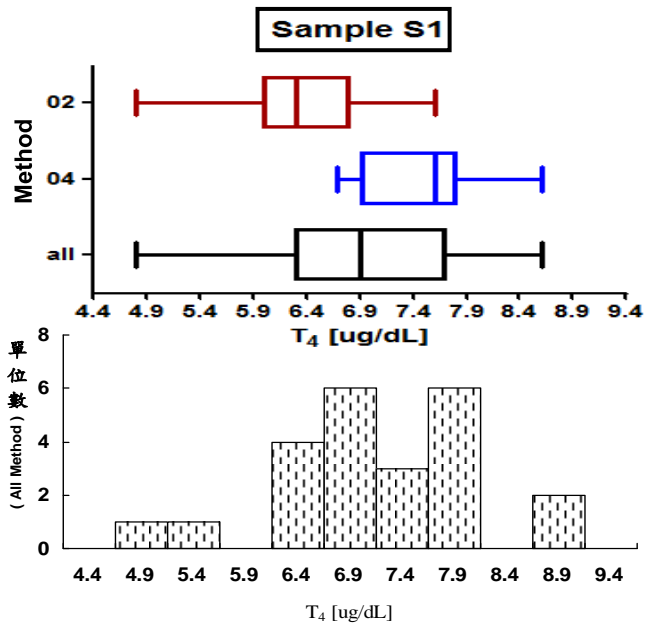 Sample S1
Method
02
04
all
4.4 4.9 5.4 5.9 6.4 6.9 7.4 7.9 8.4 8.9 9.4
T₄ [ug/dL]
單位數
( All Method )
8
6
4
2
0
4.4 4.9 5.4 5.9 6.4 6.9 7.4 7.9 8.4 8.9 9.4
T₄ [ug/dL]